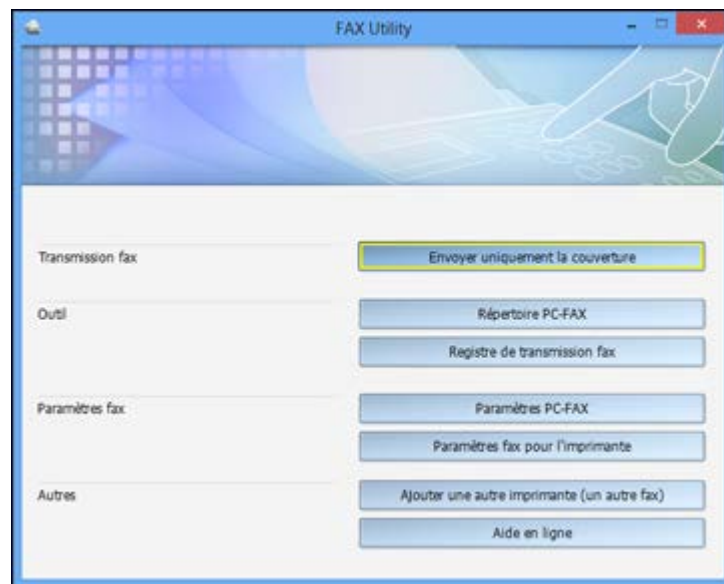 FAX Utility
Transmission fax
Envoyer uniquement la couverture
Outil
Répertoire PC-FAX
Registre de transmission fax
Paramètres fax
Paramètres PC-FAX
Paramètres fax pour l'imprimante
Autres
Ajouter une autre imprimante (un autre fax)
Aide en ligne